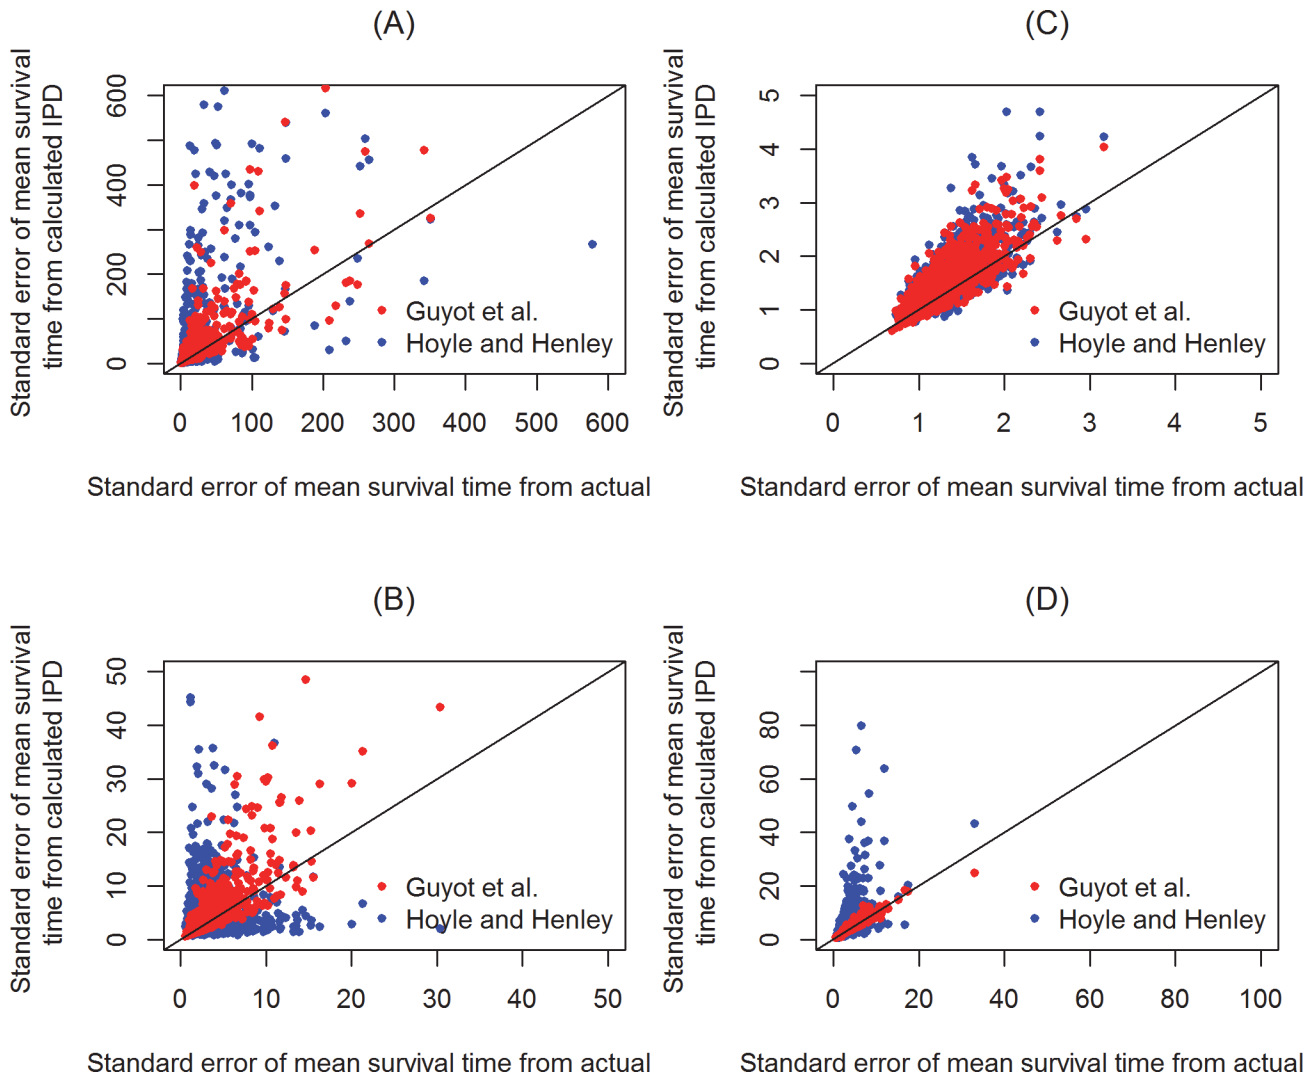 (A)
Standard error of mean survival
time from calculated IPD
600
400
200
0
Guyot et al.
Hoyle and Henley
0 100 200 300 400 500 600
Standard error of mean survival time from actual
(C)
Standard error of mean survival
time from calculated IPD
5
4
3
2
1
0
Guyot et al.
Hoyle and Henley
0 1 2 3 4 5
Standard error of mean survival time from actual
(B)
Standard error of mean survival
time from calculated IPD
50
40
30
20
10
0
Guyot et al.
Hoyle and Henley
0 10 20 30 40 50
Standard error of mean survival time from actual
(D)
Standard error of mean survival
time from calculated IPD
80
60
40
20
0
Guyot et al.
Hoyle and Henley
0 20 40 60 80 100
Standard error of mean survival time from actual